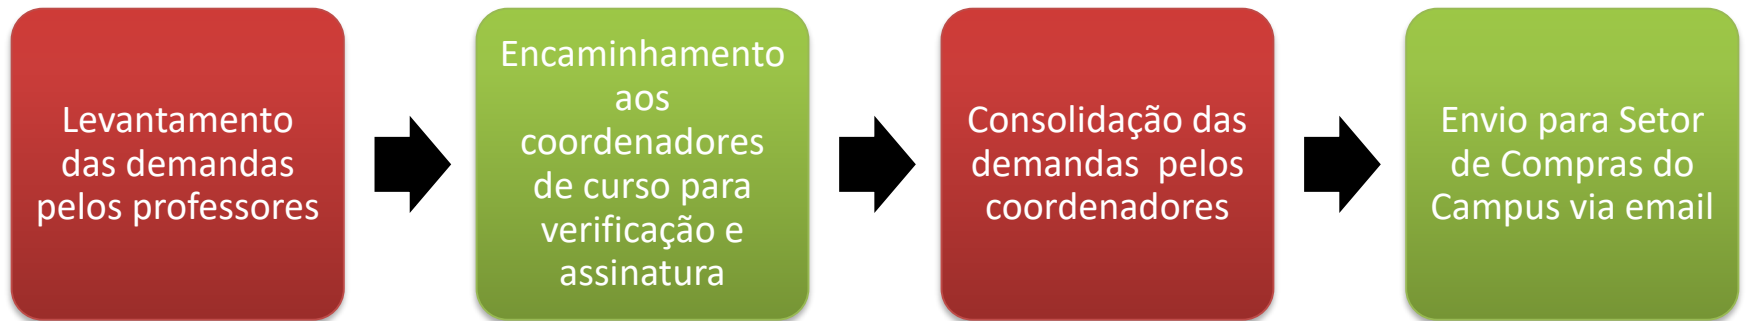 Levantamento
das demandas
pelos professores
Encaminhamento
aos
coordenadores
de curso para
verificação e
assinatura
Consolidação das
demandas pelos
coordenadores
Envio para Setor
de Compras do
Campus via email